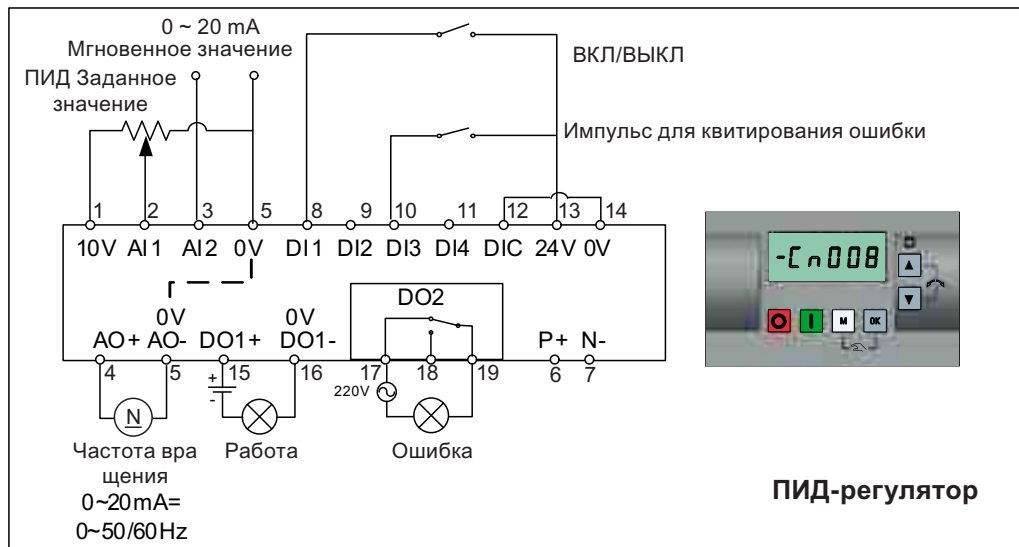 0 ~ 20 mA
Мгновенное значение
ПИД Заданное
значение
ВКЛ/ВЫКЛ
Импульс для квитирования ошибки
1 2 3 5 8 9 10 11 12 13 14
10V AI1 AI2 0V DI1 DI2 DI3 DI4 DIC 24V 0V
-Cn008
M OK
DO2
0V 0V
AO+ AO- DO1+ DO1- P+ N-
4 5 15 16 17 18 19 6 7
+
-
220V
N
Частота вра
щения
Работа
Ошибка
0~20mA=
0~50/60Hz
ПИД-регулятор